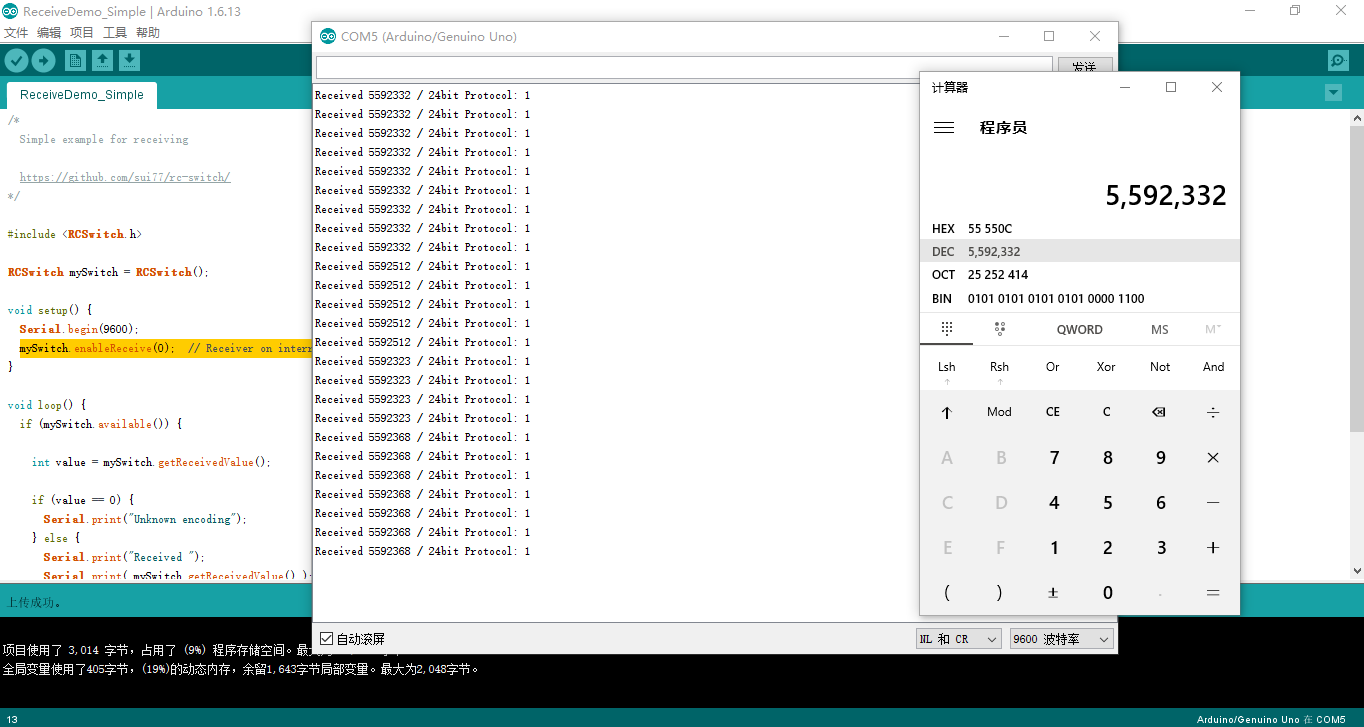 ReceiveDemo_Simple | Arduino 1.6.13
文件 编辑 项目 工具 帮助
ReceiveDemo_Simple
/*
Simple example for receiving
https://github.com/sui77/rc-switch/
*/
#include <RCSwitch.h>
RCSwitch mySwitch = RCSwitch();
void setup() {
Serial.begin(9600);
mySwitch.enableReceive(0);  // Receiver on interr
}
void loop() {
if (mySwitch.available()) {
int value = mySwitch.getReceivedValue();
if (value == 0) {
Serial.print("Unknown encoding");
} else {
Serial.print("Received ");
Serial.print( mySwitch.getReceivedValue() );
上传成功。
项目使用了 3,014 字节，占用了 (9%) 程序存储空间。最大
全局变量使用了405字节，(19%)的动态内存，余留1,643字节局部变量。最大为2,048字节。
13
Arduino/Genuino Uno 在 COM5
COM5 (Arduino/Genuino Uno)
发送
Received 5592332 / 24bit Protocol: 1
Received 5592332 / 24bit Protocol: 1
Received 5592332 / 24bit Protocol: 1
Received 5592332 / 24bit Protocol: 1
Received 5592332 / 24bit Protocol: 1
Received 5592332 / 24bit Protocol: 1
Received 5592332 / 24bit Protocol: 1
Received 5592332 / 24bit Protocol: 1
Received 5592332 / 24bit Protocol: 1
Received 5592512 / 24bit Protocol: 1
Received 5592512 / 24bit Protocol: 1
Received 5592512 / 24bit Protocol: 1
Received 5592512 / 24bit Protocol: 1
Received 5592512 / 24bit Protocol: 1
Received 5592323 / 24bit Protocol: 1
Received 5592323 / 24bit Protocol: 1
Received 5592323 / 24bit Protocol: 1
Received 5592323 / 24bit Protocol: 1
Received 5592368 / 24bit Protocol: 1
Received 5592368 / 24bit Protocol: 1
Received 5592368 / 24bit Protocol: 1
Received 5592368 / 24bit Protocol: 1
Received 5592368 / 24bit Protocol: 1
Received 5592368 / 24bit Protocol: 1
Received 5592368 / 24bit Protocol: 1
自动滚屏
NL 和 CR
9600 波特率
计算器
程序员
5,592,332
HEX 55 550C
DEC 5,592,332
OCT 25 252 414
BIN 0101 0101 0101 0101 0000 1100
QWORD MS M˅
Lsh Rsh Or Xor Not And
↑ Mod CE C ⌫ ÷
A B 7 8 9 ×
C D 4 5 6 −
E F 1 2 3 +
( ) ± 0 . =